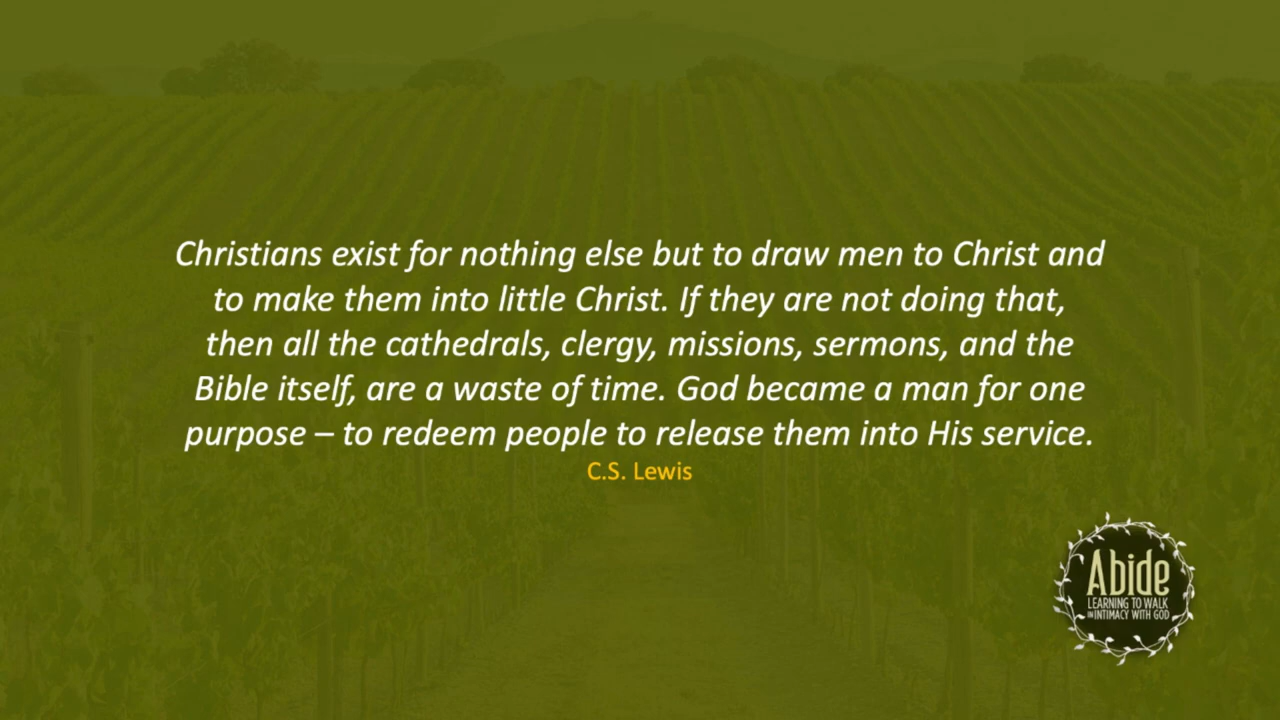 Christians exist for nothing else but to draw men to Christ and
to make them into little Christ. If they are not doing that,
then all the cathedrals, clergy, missions, sermons, and the
Bible itself, are a waste of time. God became a man for one
purpose – to redeem people to release them into His service.
C.S. Lewis
Abide
LEARNING TO WALK
IN INTIMACY WITH GOD